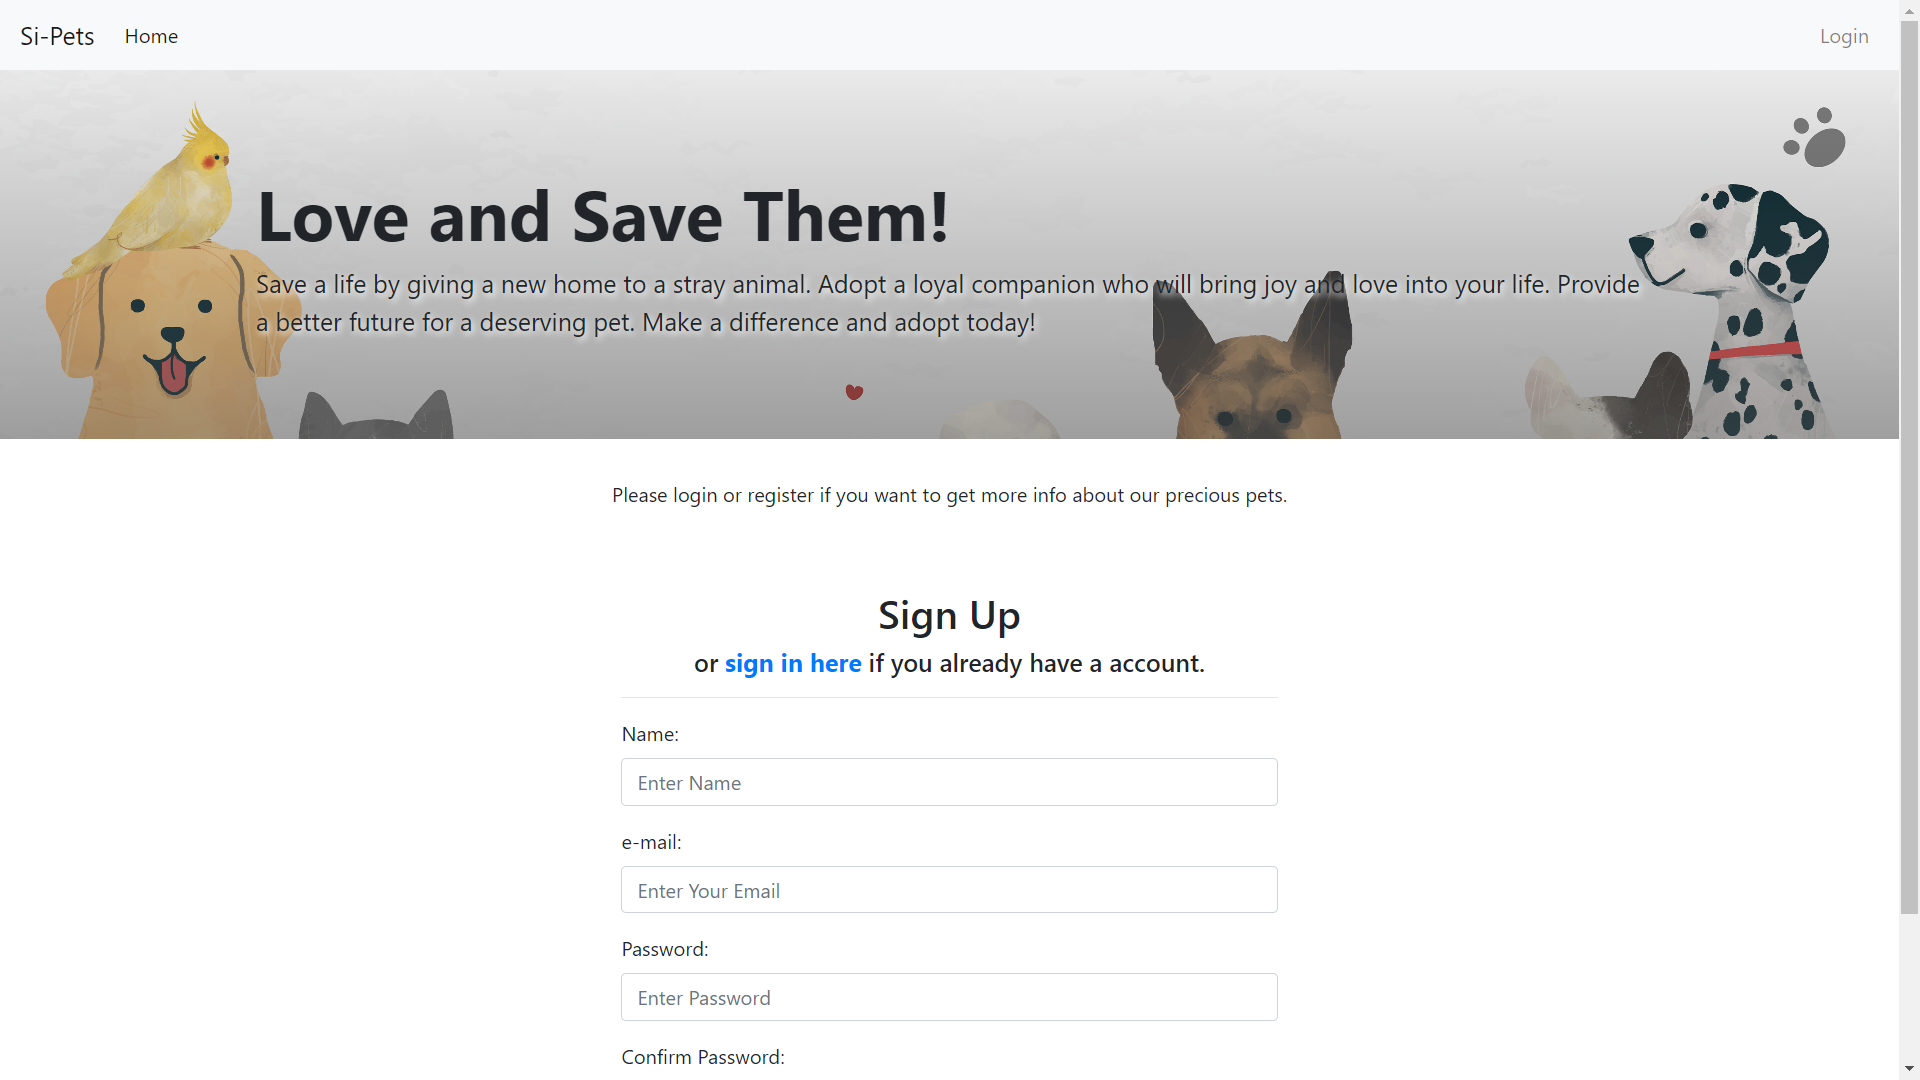 Si-Pets Home Login
Love and Save Them!
Save a life by giving a new home to a stray animal. Adopt a loyal companion who will bring joy and love into your life. Provide
a better future for a deserving pet. Make a difference and adopt today!
Please login or register if you want to get more info about our precious pets.
Sign Up
or sign in here if you already have a account.
Name:
Enter Name
e-mail:
Enter Your Email
Password:
Enter Password
Confirm Password: